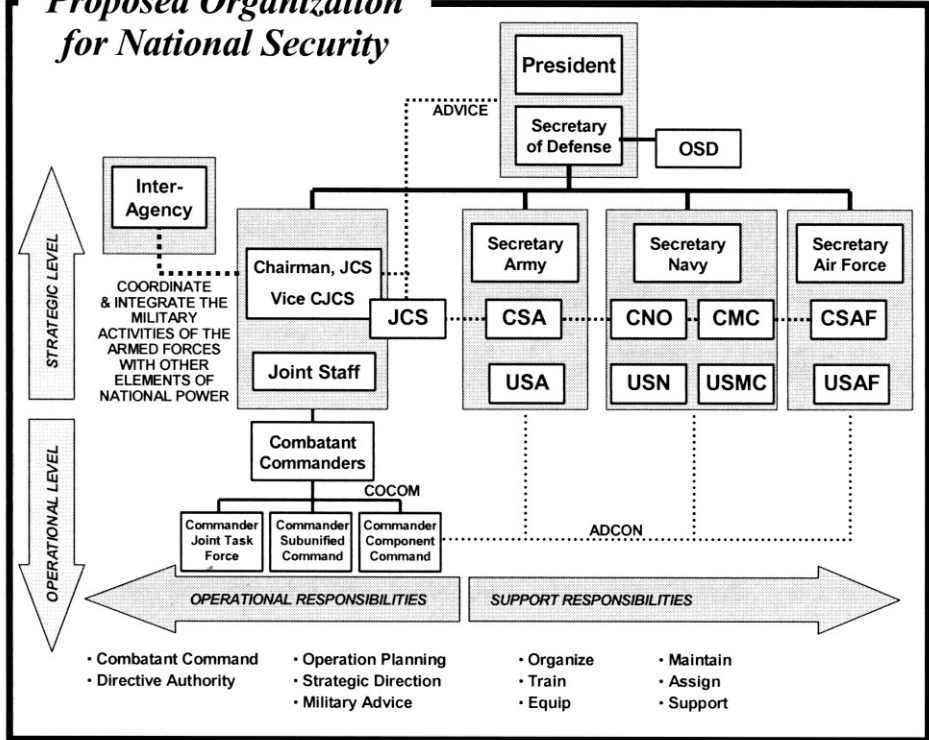 Proposed Organization
for National Security
President
ADVICE
Secretary
of Defense
OSD
Inter-
Agency
STRATEGIC LEVEL
COORDINATE
& INTEGRATE THE
MILITARY
ACTIVITIES OF THE
ARMED FORCES
WITH OTHER
ELEMENTS OF
NATIONAL POWER
Chairman, JCS
Vice CJCS
JCS
Joint Staff
Secretary
Army
CSA
USA
Secretary
Navy
CNO
CMC
USN
USMC
Secretary
Air Force
CSAF
USAF
OPERATIONAL LEVEL
Combatant
Commanders
COCOM
Commander
Joint Task
Force
Commander
Subunified
Command
Commander
Component
Command
ADCON
OPERATIONAL RESPONSIBILITIES
SUPPORT RESPONSIBILITIES
· Combatant Command
· Directive Authority
· Operation Planning
· Strategic Direction
· Military Advice
· Organize
· Train
· Equip
· Maintain
· Assign
· Support